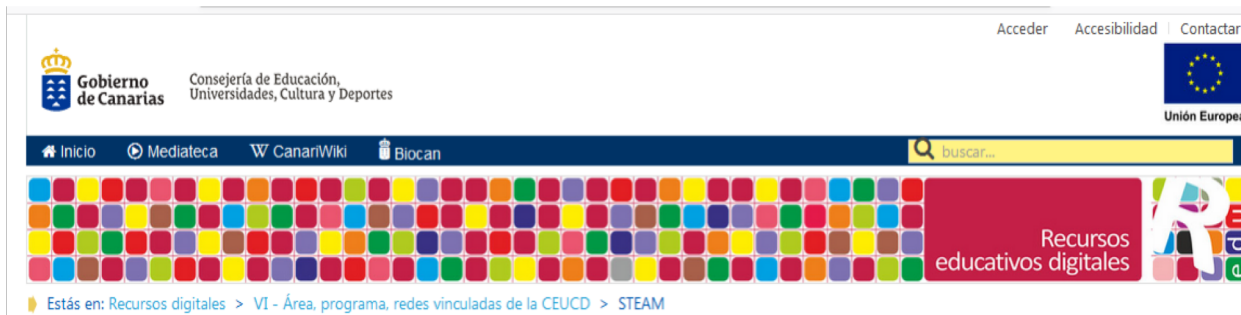 Acceder Accesibilidad Contactar
Gobierno
de Canarias
Consejería de Educación,
Universidades, Cultura y Deportes
Unión Europea
Inicio Mediateca CanariWiki Biocan buscar...
Recursos
educativos digitales
Estás en: Recursos digitales > VI - Área, programa, redes vinculadas de la CEUCD > STEAM